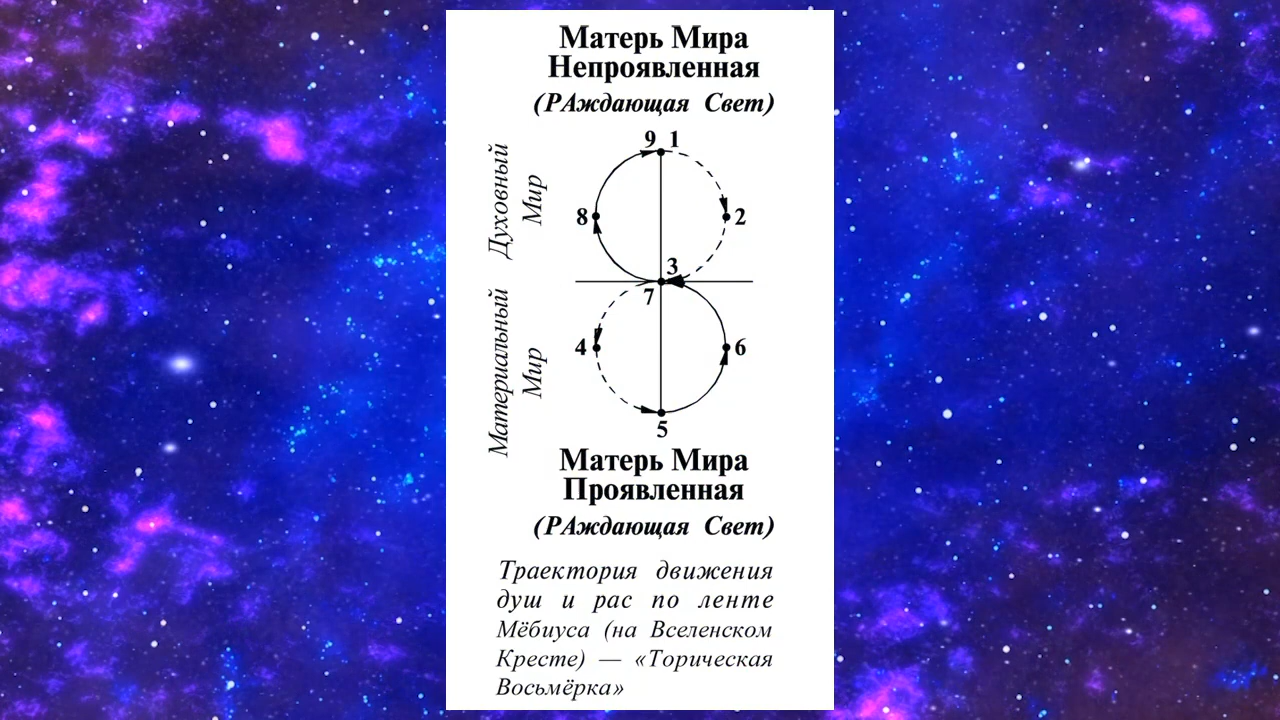 Матерь Мира
Непроявленная
(РАждающая Свет)
9 1
Духовный
Мир
8
2
3
7
Материальный
Мир
4
6
5
Матерь Мира
Проявленная
(РАждающая Свет)
Траектория движения
душ и рас по ленте
Мёбиуса (на Вселенском
Кресте) — «Торическая
Восьмёрка»